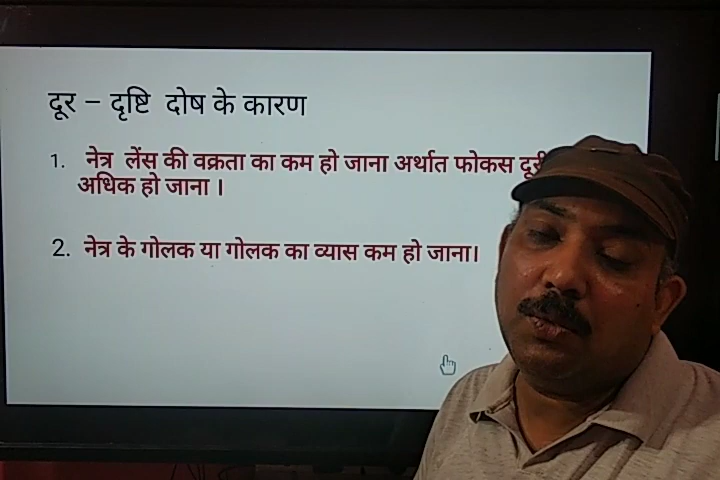 दूर – दृष्टि दोष के कारण
1. नेत्र लेंस की वक्रता का कम हो जाना अर्थात फोकस दूरी
अधिक हो जाना ।
2. नेत्र के गोलक या गोलक का व्यास कम हो जाना।